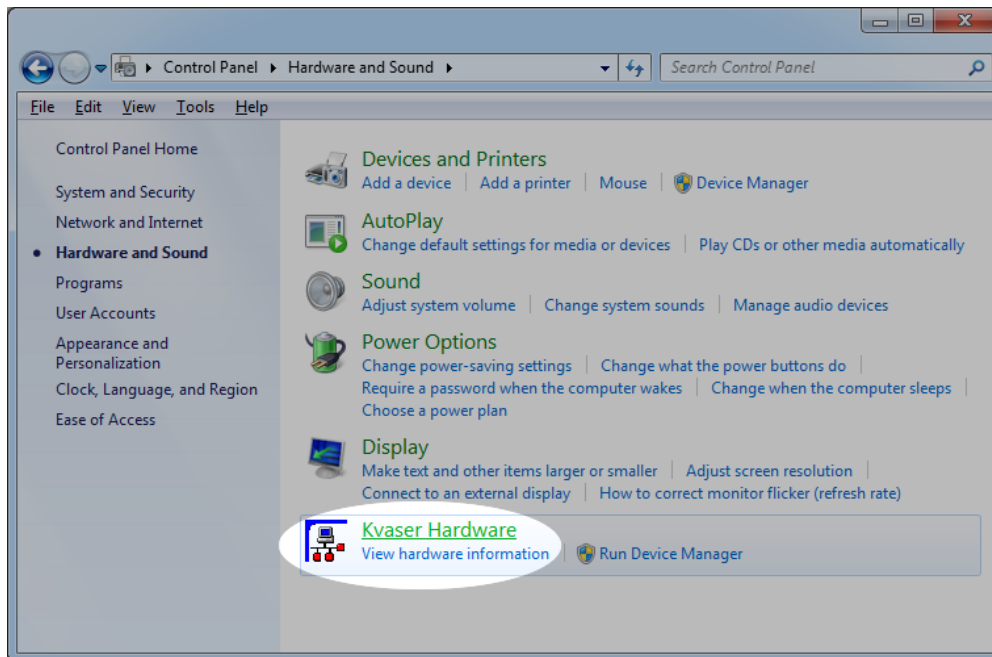 Control Panel Hardware and Sound Search Control Panel
File Edit View Tools Help
Control Panel Home
System and Security
Network and Internet
Hardware and Sound
Programs
User Accounts
Appearance and
Personalization
Clock, Language, and Region
Ease of Access
Devices and Printers
Add a device Add a printer Mouse Device Manager
AutoPlay
Change default settings for media or devices Play CDs or other media automatically
Sound
Adjust system volume Change system sounds Manage audio devices
Power Options
Change power-saving settings Change what the power buttons do
Require a password when the computer wakes Change when the computer sleeps
Choose a power plan
Display
Make text and other items larger or smaller Adjust screen resolution
Connect to an external display How to correct monitor flicker (refresh rate)
Kvaser Hardware
View hardware information Run Device Manager